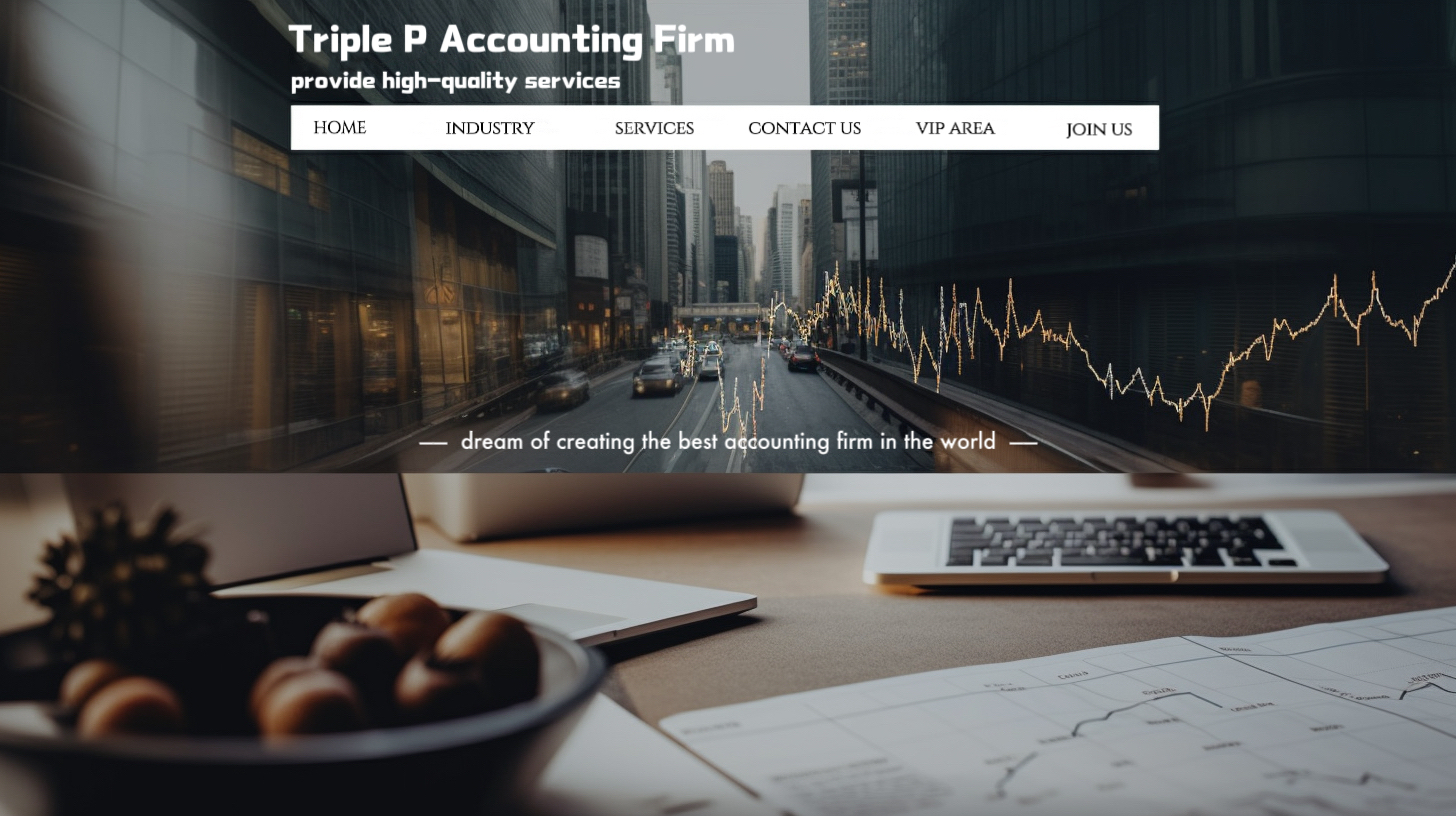 Triple P Accounting Firm
provide high-quality services
HOME INDUSTRY SERVICES CONTACT US VIP AREA JOIN US
— dream of creating the best accounting firm in the world —